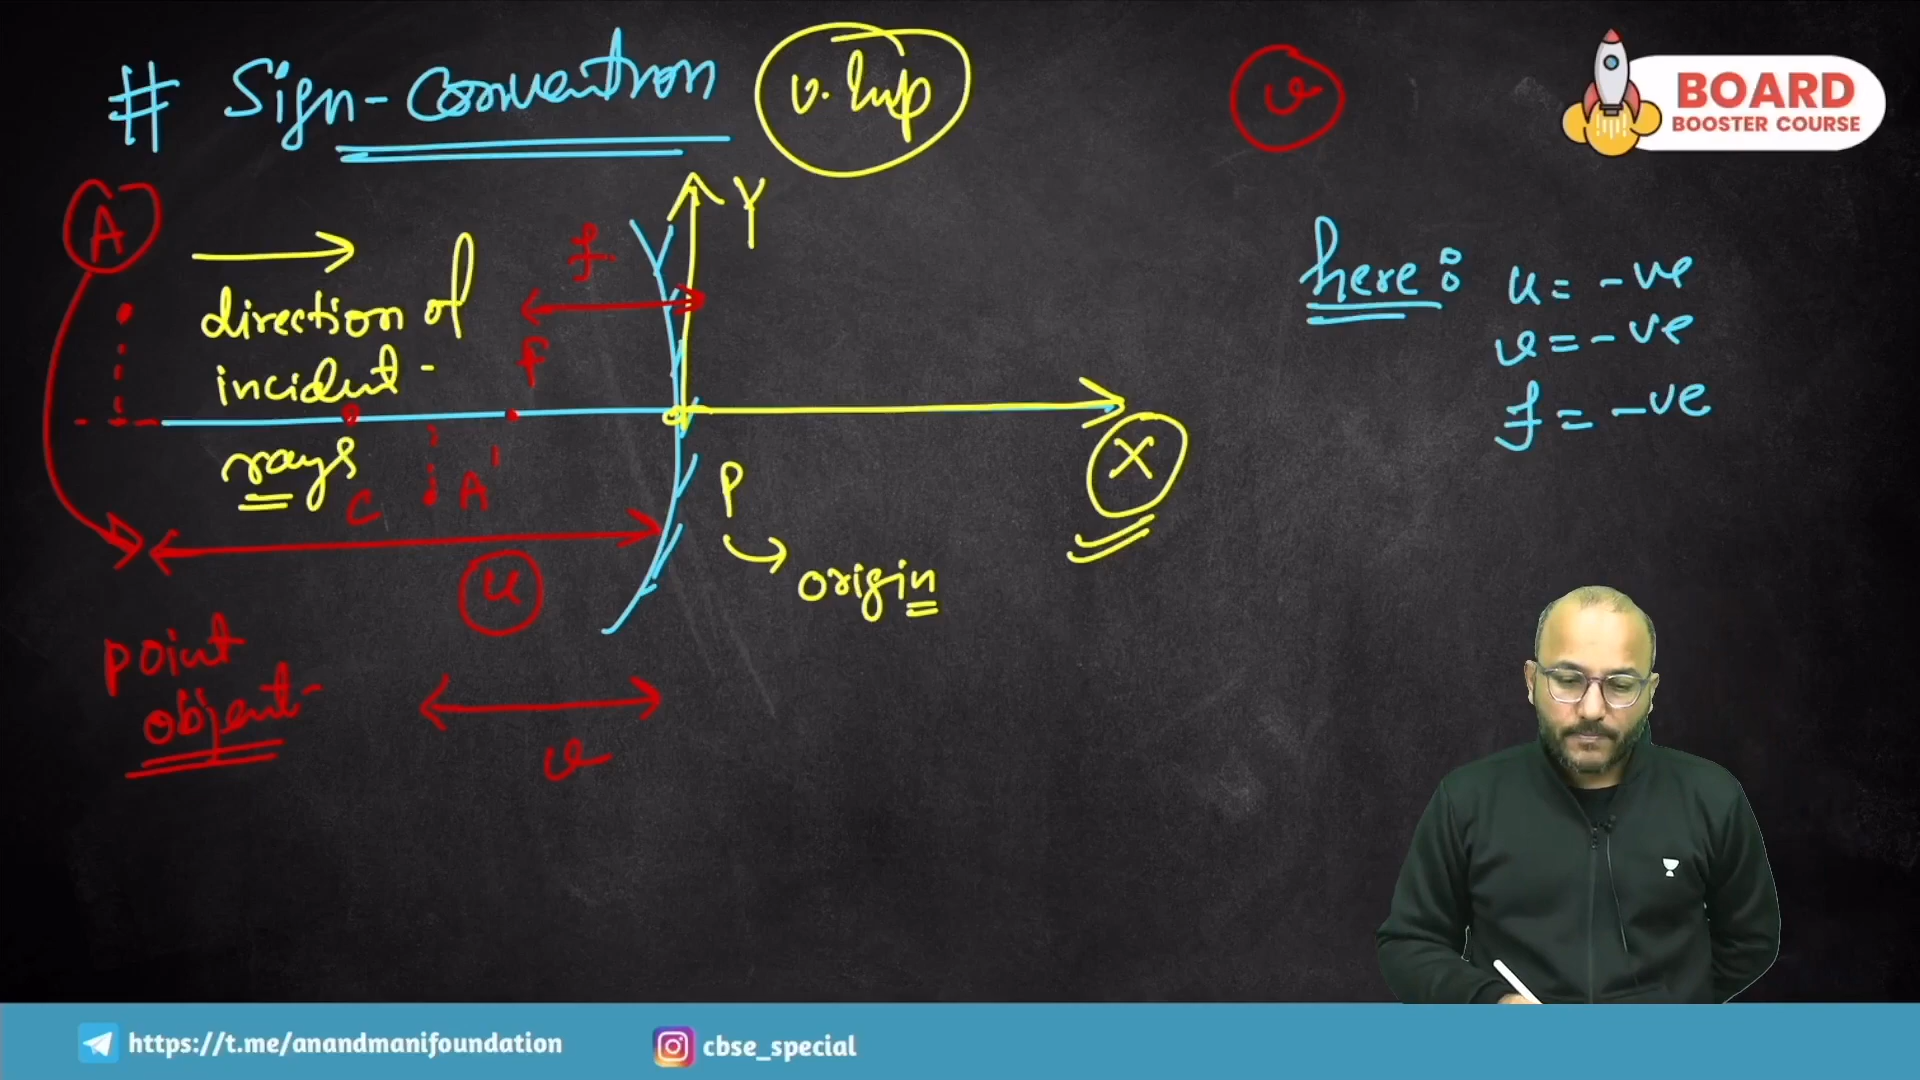 # Sign-Convention v. Imp
v
BOARD
BOOSTER COURSE
A
Y
f
direction of
incident
rays
F
C
A'
P
origin
X
u
point
object
v
here:
u = -ve
v = -ve
f = -ve
https://t.me/anandmanifoundation
cbse_special